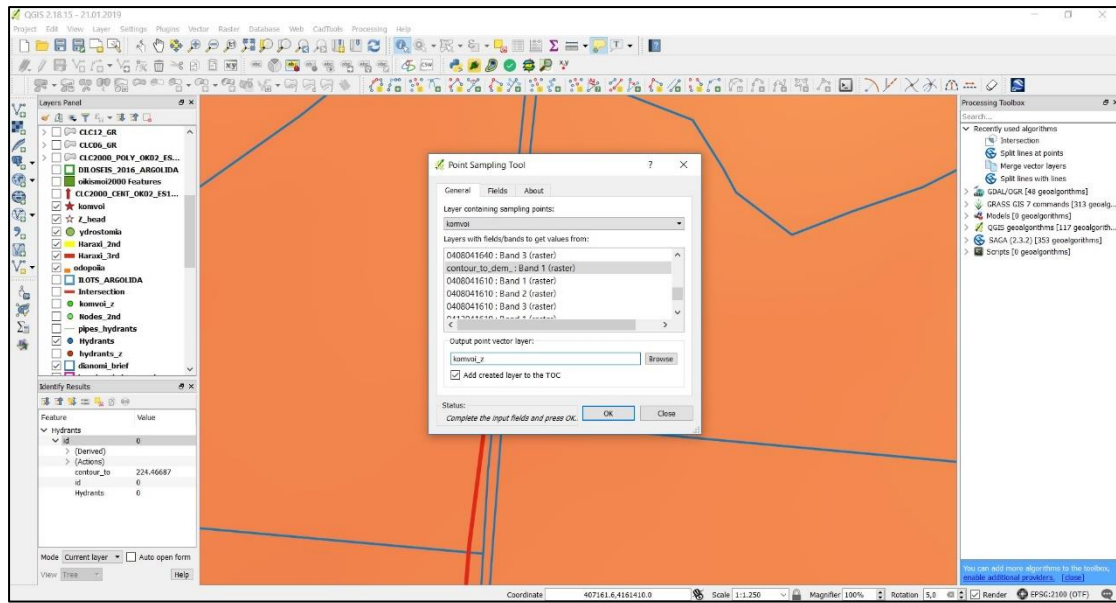 QGIS 2.18.15 - 21.01.2019
Project Edit View Layer Settings Plugins Vector Raster Database Web CadTools Processing Help
Layers Panel
CLC12_GR
CLC06_GR
CLC2000_POLY_OK02_ES...
DILOSEIS_2016_ARGOLIDA
oikismoi2000 Features
CLC2000_CENT_OK02_ES1...
komvoi
Z_head
ydrostomia
Haraxi_2nd
Haraxi_3rd
odopoiia
ILOTS_ARGOLIDA
Intersection
komvoi_z
Nodes_2nd
pipes_hydrants
Hydrants
hydrants_z
dianomi_brief
Identify Results
Feature Value
Hydrants
id 0
(Derived)
(Actions)
contour_to 224.46687
id 0
Hydrants 0
Mode Current layer Auto open form
View Tree Help
Point Sampling Tool ? X
General Fields About
Layer containing sampling points:
komvoi
Layers with fields/bands to get values from:
0408041640 : Band 3 (raster)
contour_to_dem_ : Band 1 (raster)
0408041610 : Band 1 (raster)
0408041610 : Band 2 (raster)
0408041610 : Band 3 (raster)
Output point vector layer:
komvoi_z Browse
Add created layer to the TOC
Status:
Complete the input fields and press OK. OK Close
Processing Toolbox
Search...
Recently used algorithms
Intersection
Split lines at points
Merge vector layers
Split lines with lines
GDAL/OGR [48 geoalgorithms]
GRASS GIS 7 commands [313 geoalg...
Models [0 geoalgorithms]
QGIS geoalgorithms [117 geoalgorith...
SAGA (2.3.2) [353 geoalgorithms]
Scripts [0 geoalgorithms]
You can add more algorithms to the toolbox,
enable additional providers. [close]
Coordinate 407161.6,4161410.0 Scale 1:1.250 Magnifier 100% Rotation 5,0 Render EPSG:2100 (OTF)